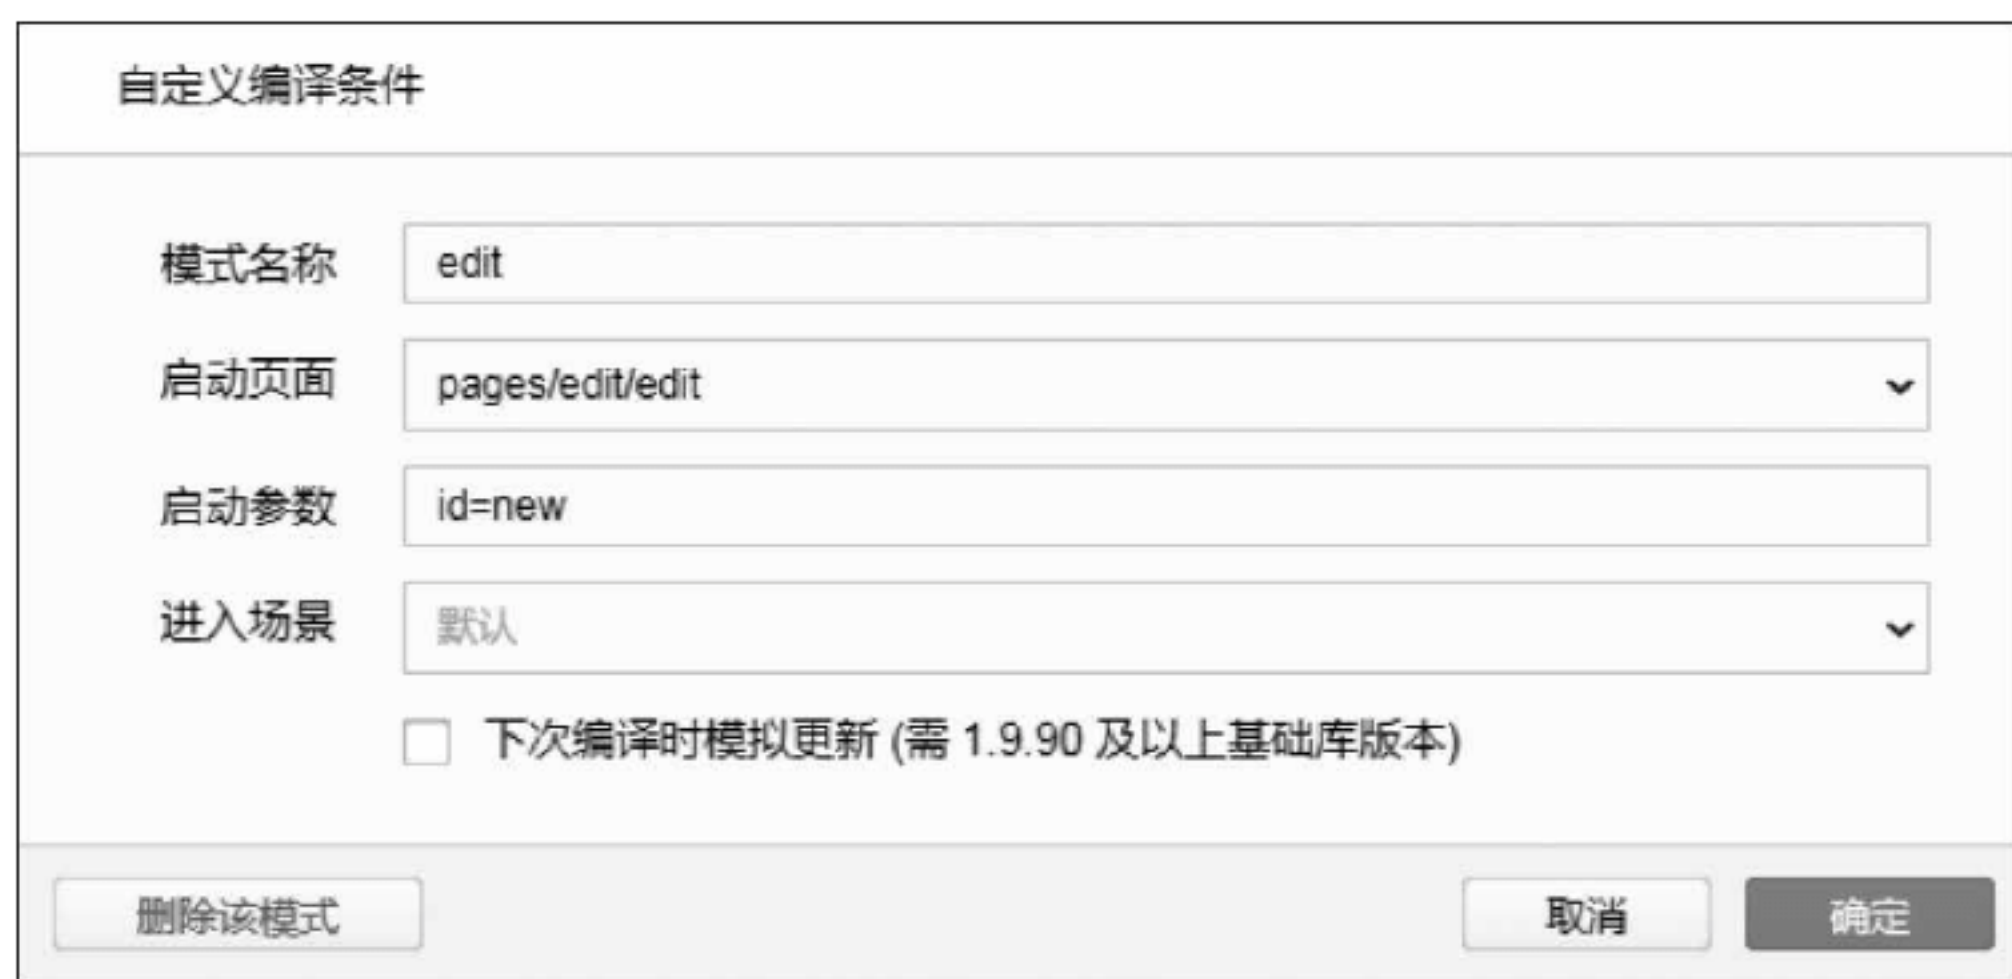 自定义编译条件
模式名称 edit
启动页面 pages/edit/edit
启动参数 id=new
进入场景 默认
下次编译时模拟更新 (需 1.9.90 及以上基础库版本)
删除该模式 取消 确定